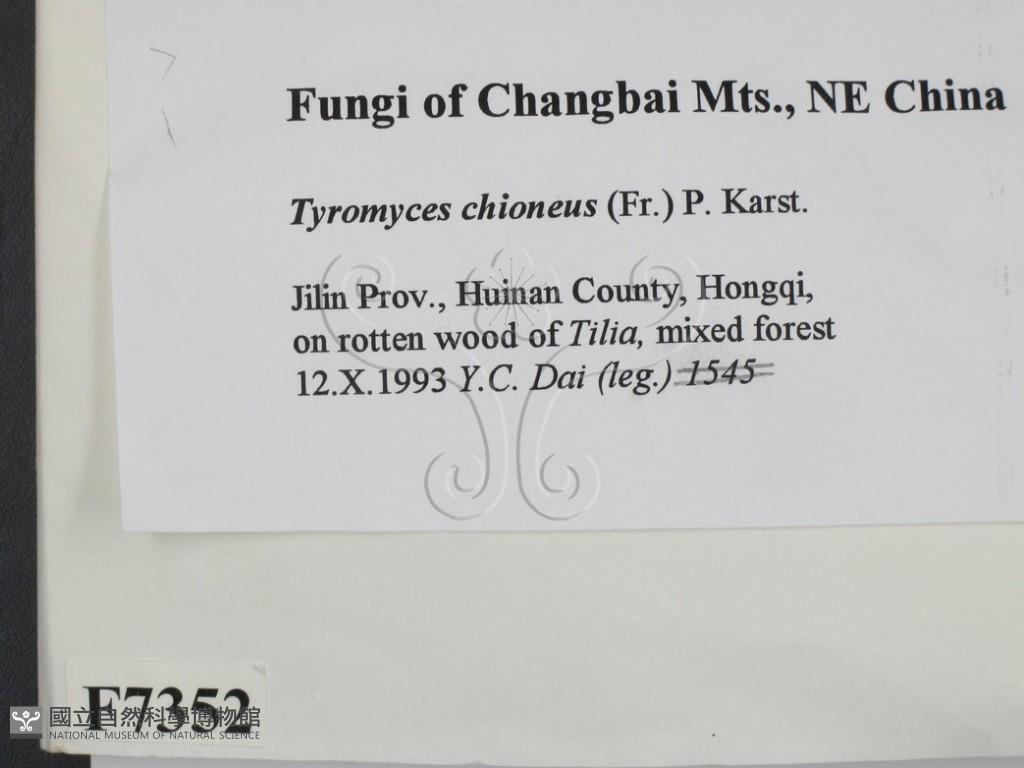 Fungi of Changbai Mts., NE China
Tyromyces chioneus (Fr.) P. Karst.
Jilin Prov., Huinan County, Hongqi,
on rotten wood of Tilia, mixed forest
12.X.1993 Y.C. Dai (leg.) 1545
F7352
國立自然科學博物館
NATIONAL MUSEUM OF NATURAL SCIENCE